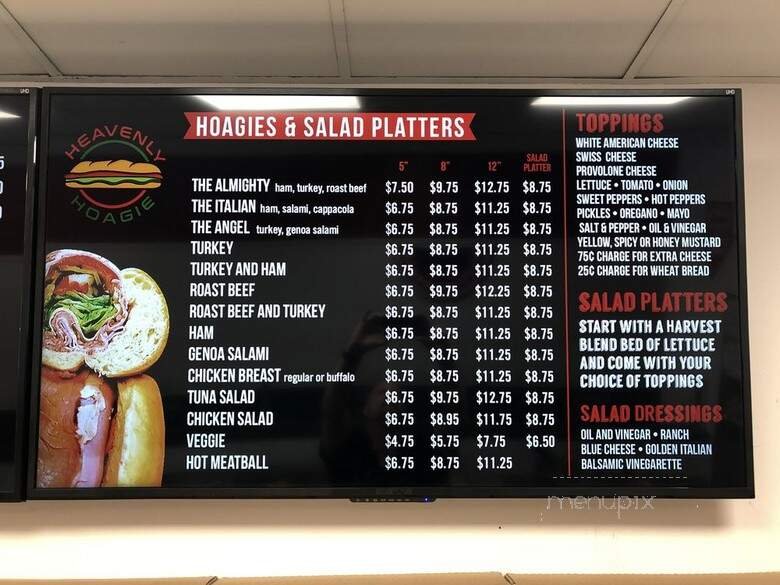 UHD
UHD
HEAVENLY
HOAGIE
HOAGIES & SALAD PLATTERS
5" 8" 12" SALAD PLATTER
THE ALMIGHTY ham, turkey, roast beef $7.50 $9.75 $12.75 $8.75
THE ITALIAN ham, salami, cappacola $6.75 $8.75 $11.25 $8.75
THE ANGEL turkey, genoa salami $6.75 $8.75 $11.25 $8.75
TURKEY $6.75 $8.75 $11.25 $8.75
TURKEY AND HAM $6.75 $8.75 $11.25 $8.75
ROAST BEEF $6.75 $9.75 $12.25 $8.75
ROAST BEEF AND TURKEY $6.75 $8.75 $11.25 $8.75
HAM $6.75 $8.75 $11.25 $8.75
GENOA SALAMI $6.75 $8.75 $11.25 $8.75
CHICKEN BREAST regular or buffalo $6.75 $8.75 $11.25 $8.75
TUNA SALAD $6.75 $9.75 $12.75 $8.75
CHICKEN SALAD $6.75 $8.95 $11.75 $8.75
VEGGIE $4.75 $5.75 $7.75 $6.50
HOT MEATBALL $6.75 $8.75 $11.25
TOPPINGS
WHITE AMERICAN CHEESE
SWISS CHEESE
PROVOLONE CHEESE
LETTUCE • TOMATO • ONION
SWEET PEPPERS • HOT PEPPERS
PICKLES • OREGANO • MAYO
SALT & PEPPER • OIL & VINEGAR
YELLOW, SPICY OR HONEY MUSTARD
75¢ CHARGE FOR EXTRA CHEESE
25¢ CHARGE FOR WHEAT BREAD
SALAD PLATTERS
START WITH A HARVEST
BLEND BED OF LETTUCE
AND COME WITH YOUR
CHOICE OF TOPPINGS
SALAD DRESSINGS
OIL AND VINEGAR • RANCH
BLUE CHEESE • GOLDEN ITALIAN
BALSAMIC VINEGARETTE
menupix